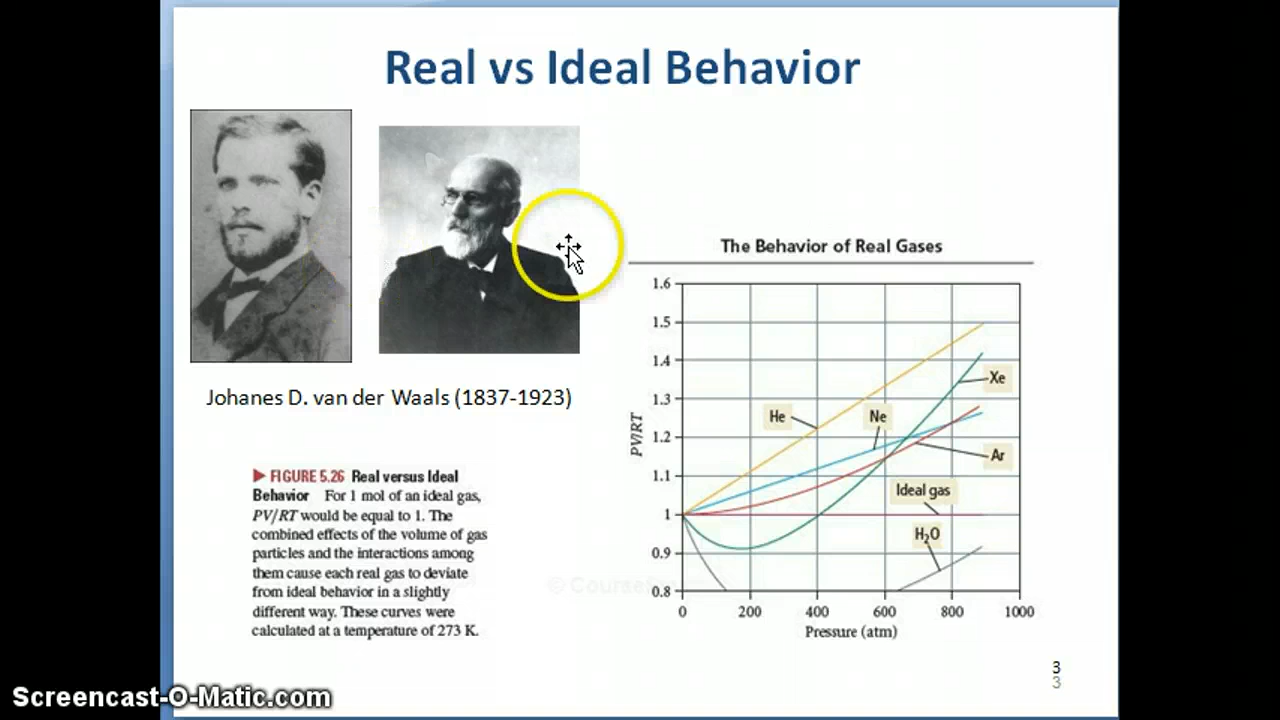 Real vs Ideal Behavior
Johanes D. van der Waals (1837-1923)
▶ FIGURE 5.26 Real versus Ideal
Behavior For 1 mol of an ideal gas,
PV/RT would be equal to 1. The
combined effects of the volume of gas
particles and the interactions among
them cause each real gas to deviate
from ideal behavior in a slightly
different way. These curves were
calculated at a temperature of 273 K.
The Behavior of Real Gases
1.6
1.5
1.4
1.3
1.2
1.1
1
0.9
0.8
PV/RT
He
Ne
Xe
Ar
Ideal gas
H₂O
0 200 400 600 800 1000
Pressure (atm)
3
3
Screencast-O-Matic.com